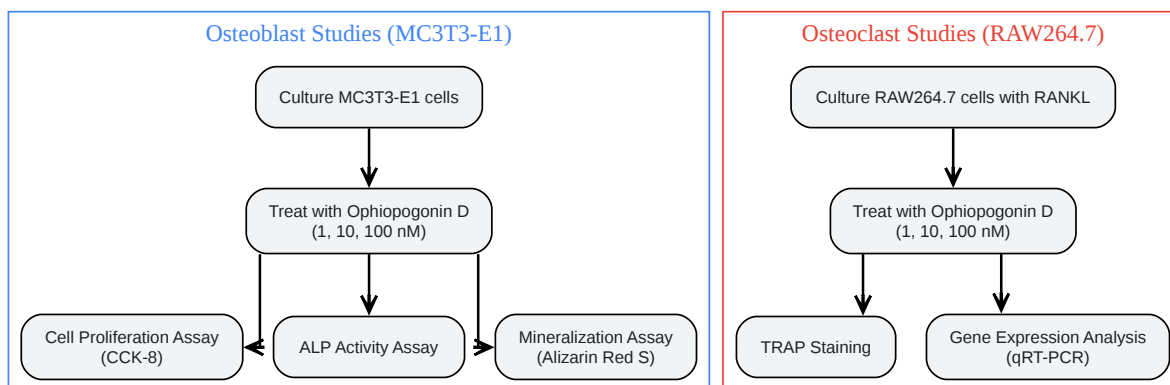 Osteoblast Studies (MC3T3-E1)
Culture MC3T3-E1 cells
Treat with Ophiopogonin D
(1, 10, 100 nM)
Cell Proliferation Assay
(CCK-8)
ALP Activity Assay
Mineralization Assay
(Alizarin Red S)
Osteoclast Studies (RAW264.7)
Culture RAW264.7 cells with RANKL
Treat with Ophiopogonin D
(1, 10, 100 nM)
TRAP Staining
Gene Expression Analysis
(qRT-PCR)